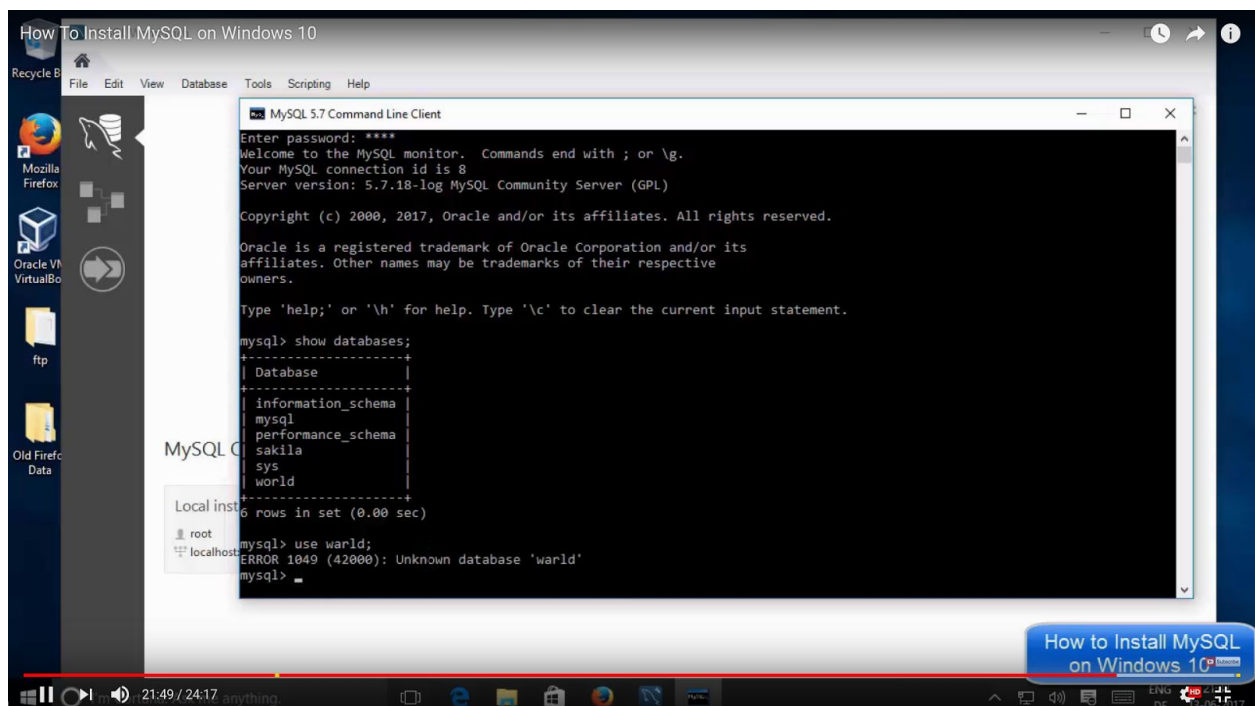 How To Install MySQL on Windows 10
Recycle B
File Edit View Database Tools Scripting Help
MySQL 5.7 Command Line Client
Enter password: ****
Welcome to the MySQL monitor.  Commands end with ; or \g.
Your MySQL connection id is 8
Server version: 5.7.18-log MySQL Community Server (GPL)
Copyright (c) 2000, 2017, Oracle and/or its affiliates. All rights reserved.
Oracle is a registered trademark of Oracle Corporation and/or its
affiliates. Other names may be trademarks of their respective
owners.
Type 'help;' or '\h' for help. Type '\c' to clear the current input statement.
mysql> show databases;
+--------------------+
| Database           |
+--------------------+
| information_schema |
| mysql              |
| performance_schema |
| sakila             |
| sys                |
| world              |
+--------------------+
6 rows in set (0.00 sec)
mysql> use warld;
ERROR 1049 (42000): Unknown database 'warld'
mysql>
Mozilla
Firefox
Oracle VM
VirtualBo
ftp
Old Firefo
Data
MySQL C
Local inst
root
localhost:
How to Install MySQL
on Windows 10
Subscribe
21:49 / 24:17
anything
ENG
HD